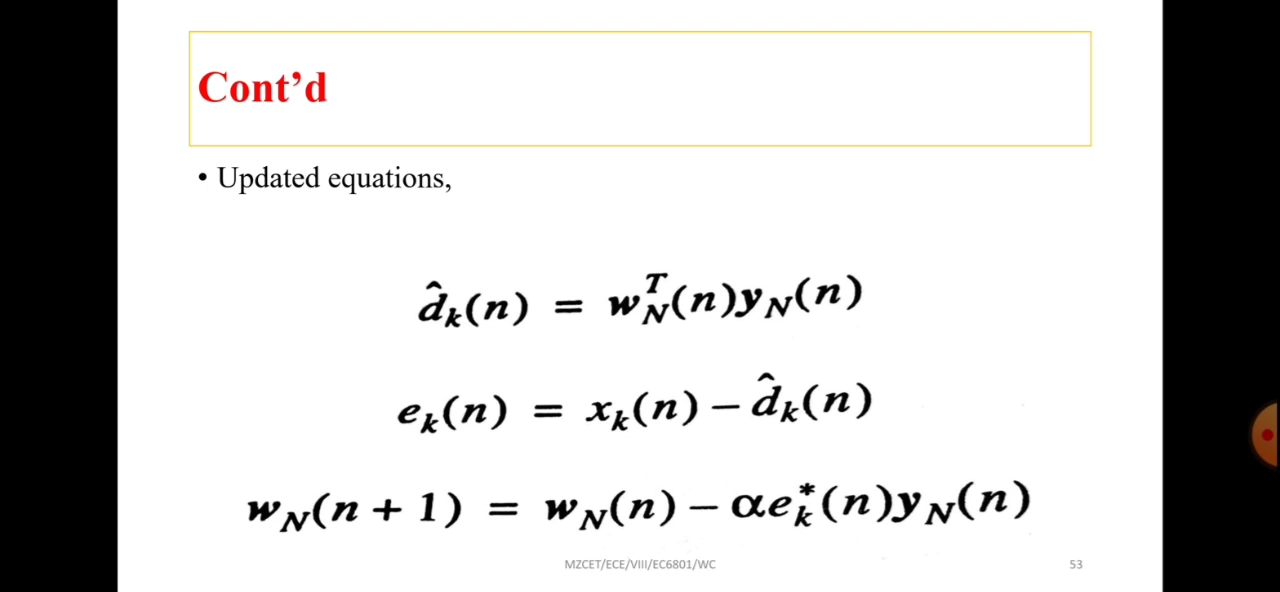 Cont’d
• Updated equations,
d̂ₖ(n) = w_N^T(n)y_N(n)
eₖ(n) = xₖ(n) – d̂ₖ(n)
w_N(n + 1) = w_N(n) – αeₖ*(n)y_N(n)
MZCET/ECE/VIII/EC6801/WC
53